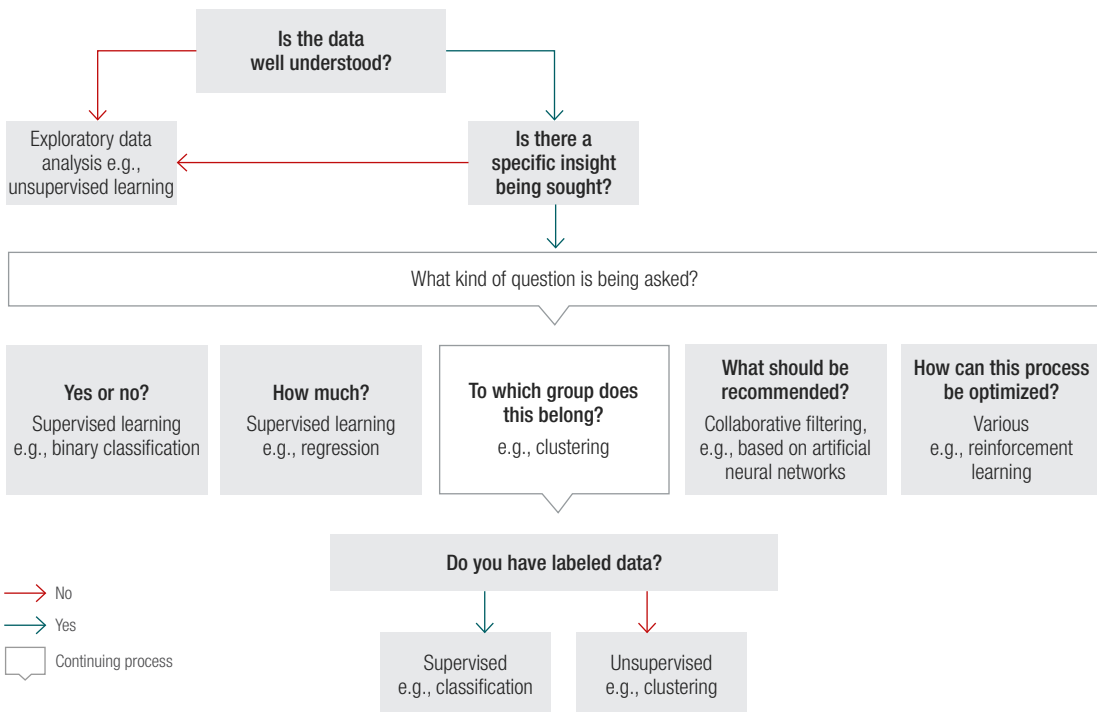 Is the data
well understood?
Exploratory data
analysis e.g.,
unsupervised learning
Is there a
specific insight
being sought?
What kind of question is being asked?
Yes or no?
Supervised learning
e.g., binary classification
How much?
Supervised learning
e.g., regression
To which group does
this belong?
e.g., clustering
What should be
recommended?
Collaborative filtering,
e.g., based on artificial
neural networks
How can this process
be optimized?
Various
e.g., reinforcement
learning
Do you have labeled data?
No
Yes
Continuing process
Supervised
e.g., classification
Unsupervised
e.g., clustering